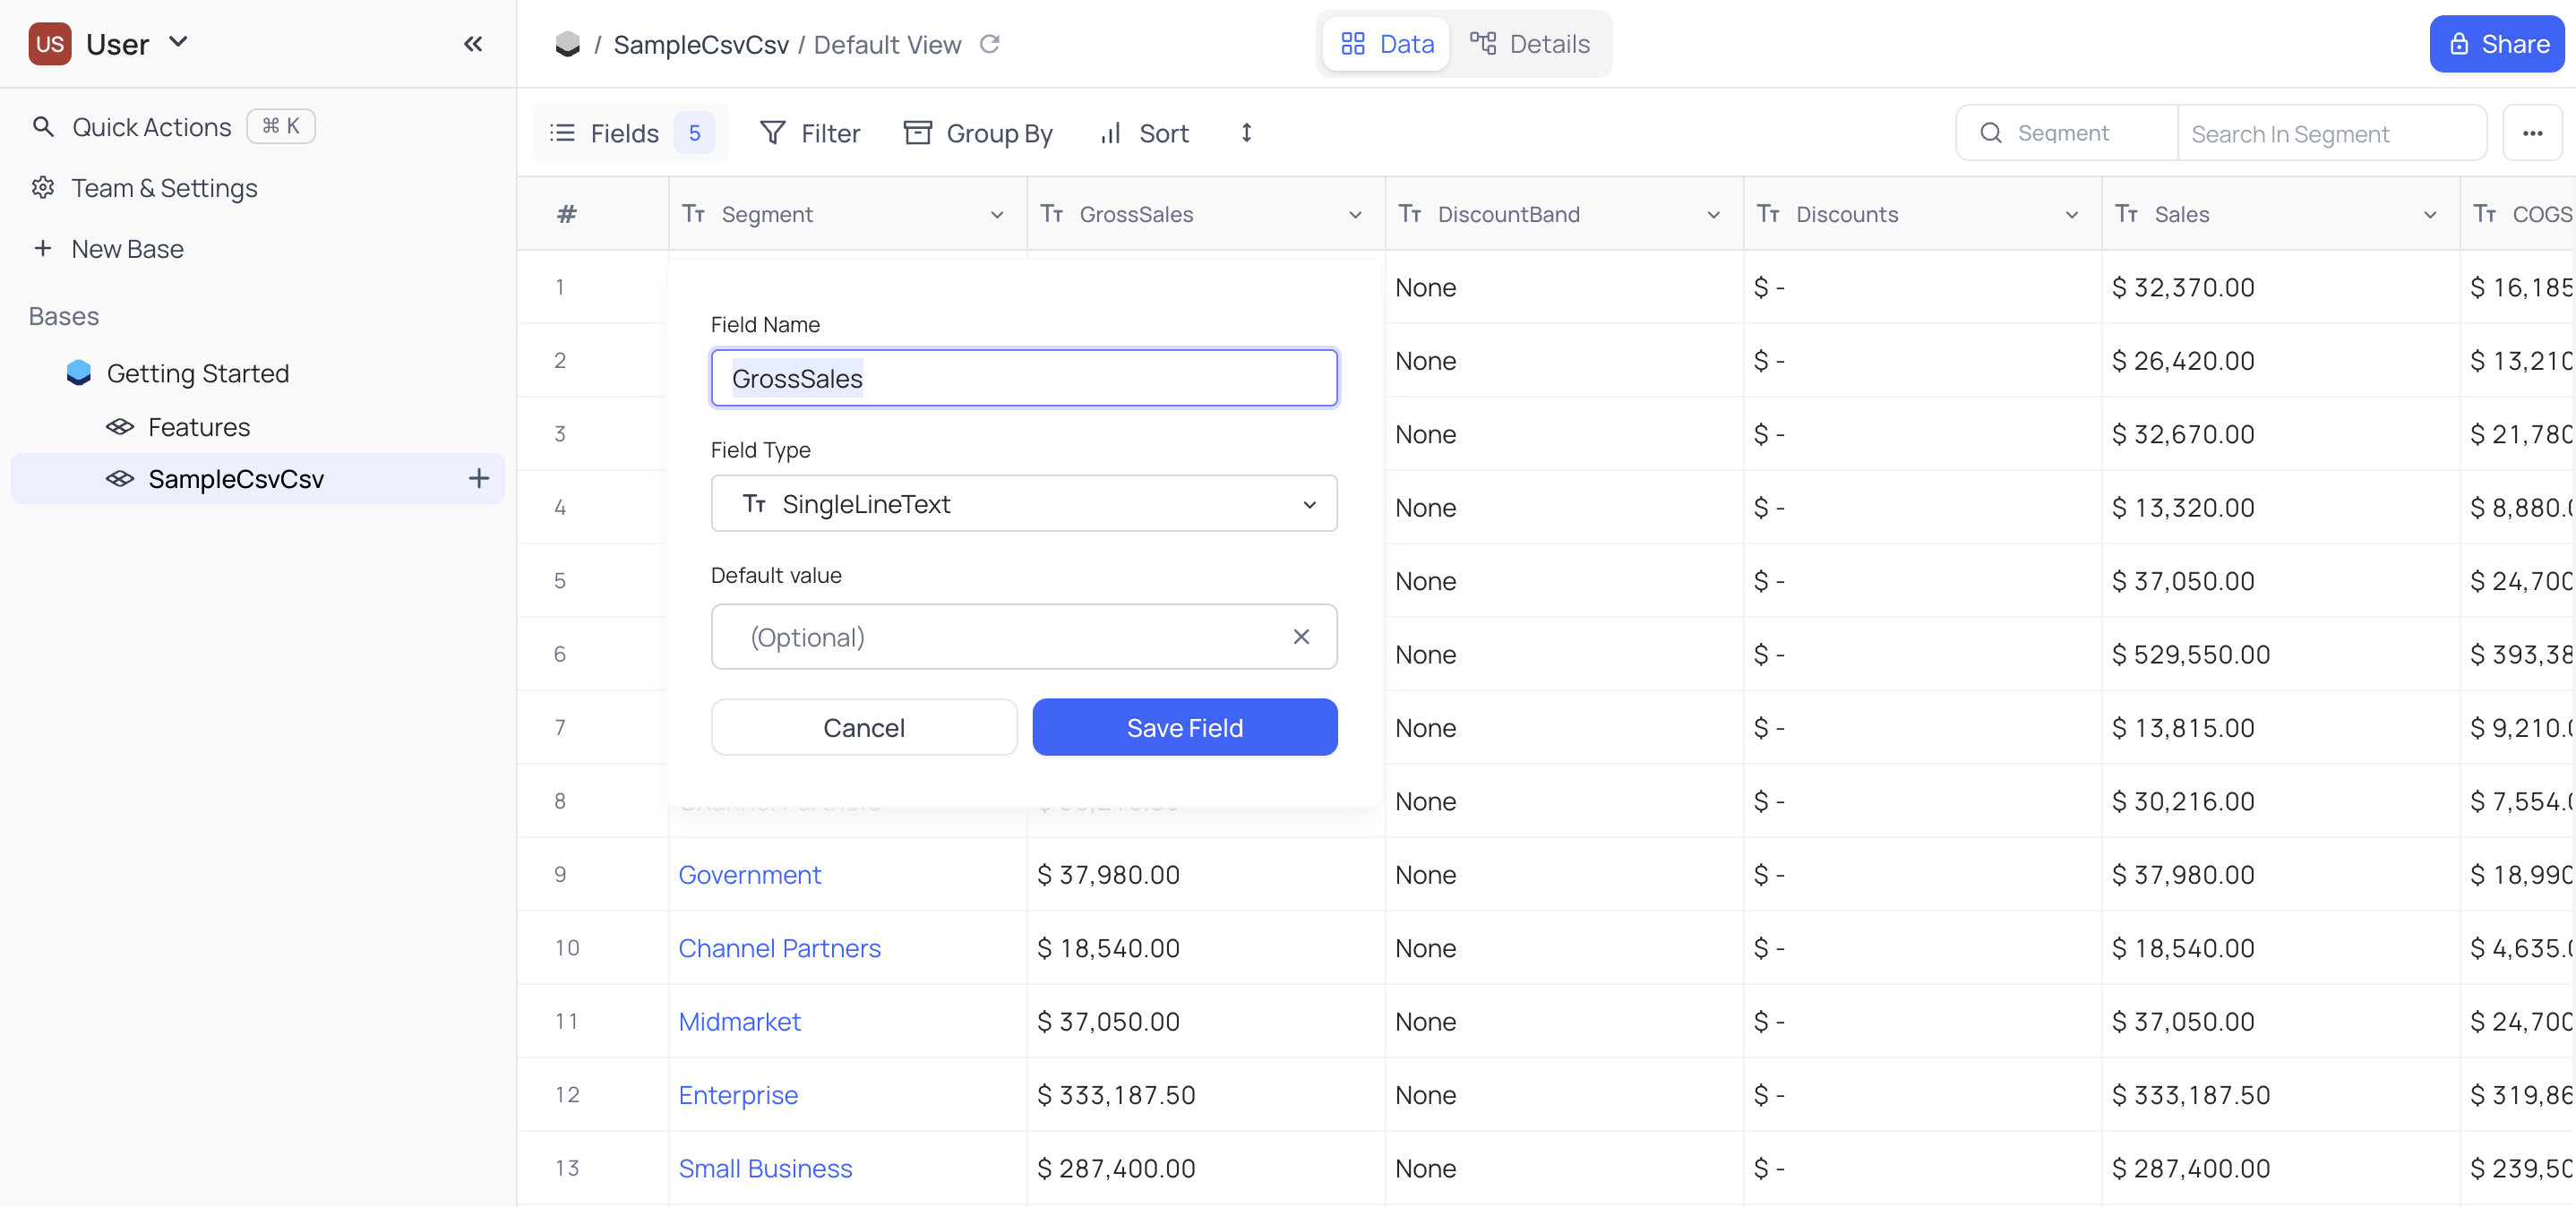 US User
/ SampleCsvCsv / Default View
Data
Details
Share
Quick Actions ⌘ K
Team & Settings
New Base
Bases
Getting Started
Features
SampleCsvCsv
Fields 5
Filter
Group By
Sort
Segment
Search In Segment
# Segment GrossSales DiscountBand Discounts Sales COGS
Field Name
GrossSales
Field Type
SingleLineText
Default value
(Optional)
Cancel
Save Field
1 None $ - $ 32,370.00 $ 16,185
2 None $ - $ 26,420.00 $ 13,210
3 None $ - $ 32,670.00 $ 21,780
4 None $ - $ 13,320.00 $ 8,880.0
5 None $ - $ 37,050.00 $ 24,700
6 None $ - $ 529,550.00 $ 393,38
7 None $ - $ 13,815.00 $ 9,210.0
8 None $ - $ 30,216.00 $ 7,554.0
9 Government $ 37,980.00 None $ - $ 37,980.00 $ 18,990
10 Channel Partners $ 18,540.00 None $ - $ 18,540.00 $ 4,635.0
11 Midmarket $ 37,050.00 None $ - $ 37,050.00 $ 24,700
12 Enterprise $ 333,187.50 None $ - $ 333,187.50 $ 319,86
13 Small Business $ 287,400.00 None $ - $ 287,400.00 $ 239,50